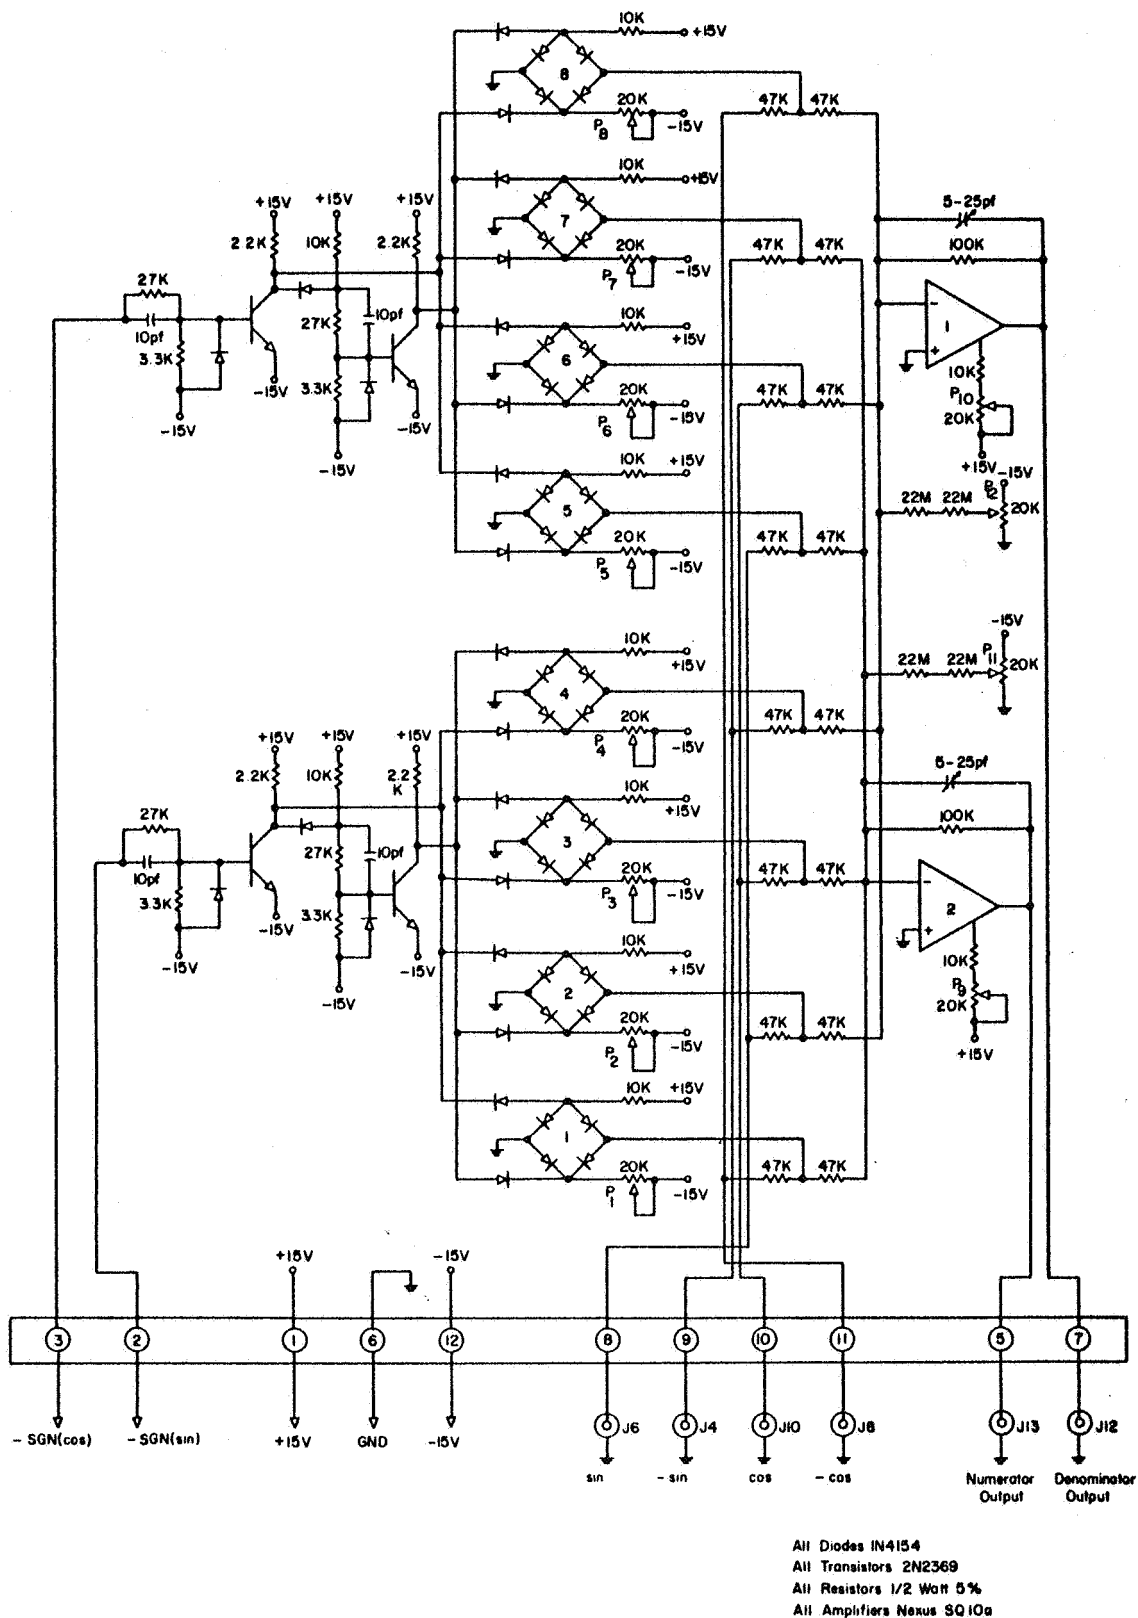 10K
+15V
8
47K 47K
20K
P8
-15V
10K
+15V
7
5-25pf
+15V +15V +15V
2.2K 10K 2.2K
47K 47K
100K
20K
P7
-15V
27K
10pf
3.3K
27K
10pf
10K
+15V
1
-
+
6
47K 47K
10K
P10
20K
-15V
3.3K
20K
P6
-15V
-15V
-15V
-15V
10K
+15V
+15V
-15V
P12
20K
22M 22M
5
47K 47K
20K
P5
-15V
-15V
10K
+15V
22M 22M
P11
20K
4
47K 47K
20K
P4
-15V
+15V +15V +15V
2.2K 10K 2.2K
5-25pf
10K
+15V
100K
27K
10pf
3.3K
27K
10pf
3
47K 47K
20K
P3
-15V
-
2
+
-15V
3.3K
-15V
-15V
-15V
10K
+15V
10K
P9
20K
+15V
2
47K 47K
20K
P2
-15V
10K
+15V
1
47K 47K
20K
P1
-15V
+15V
-15V
3 2 1 6 12 8 9 10 11 5 7
J6 J4 J10 J8 J13 J12
- SGN(cos) - SGN(sin) +15V GND -15V
sin - sin cos - cos
Numerator Output
Denominator Output
All Diodes 1N4154
All Transistors 2N2369
All Resistors 1/2 Watt 5%
All Amplifiers Nexus SQ10a